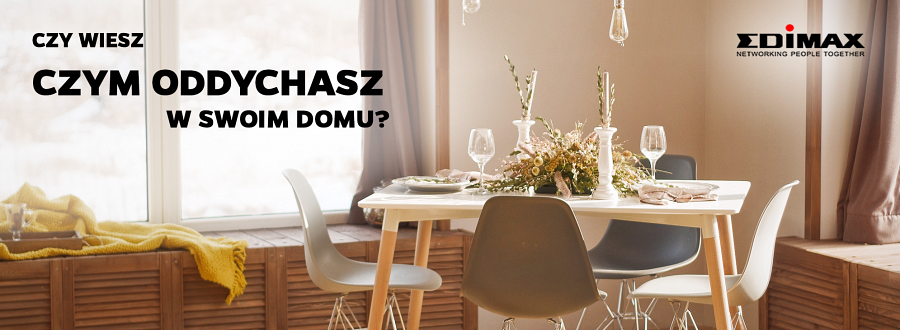 CZY WIESZ
CZYM ODDYCHASZ
W SWOIM DOMU?
EDIMAX
NETWORKING PEOPLE TOGETHER